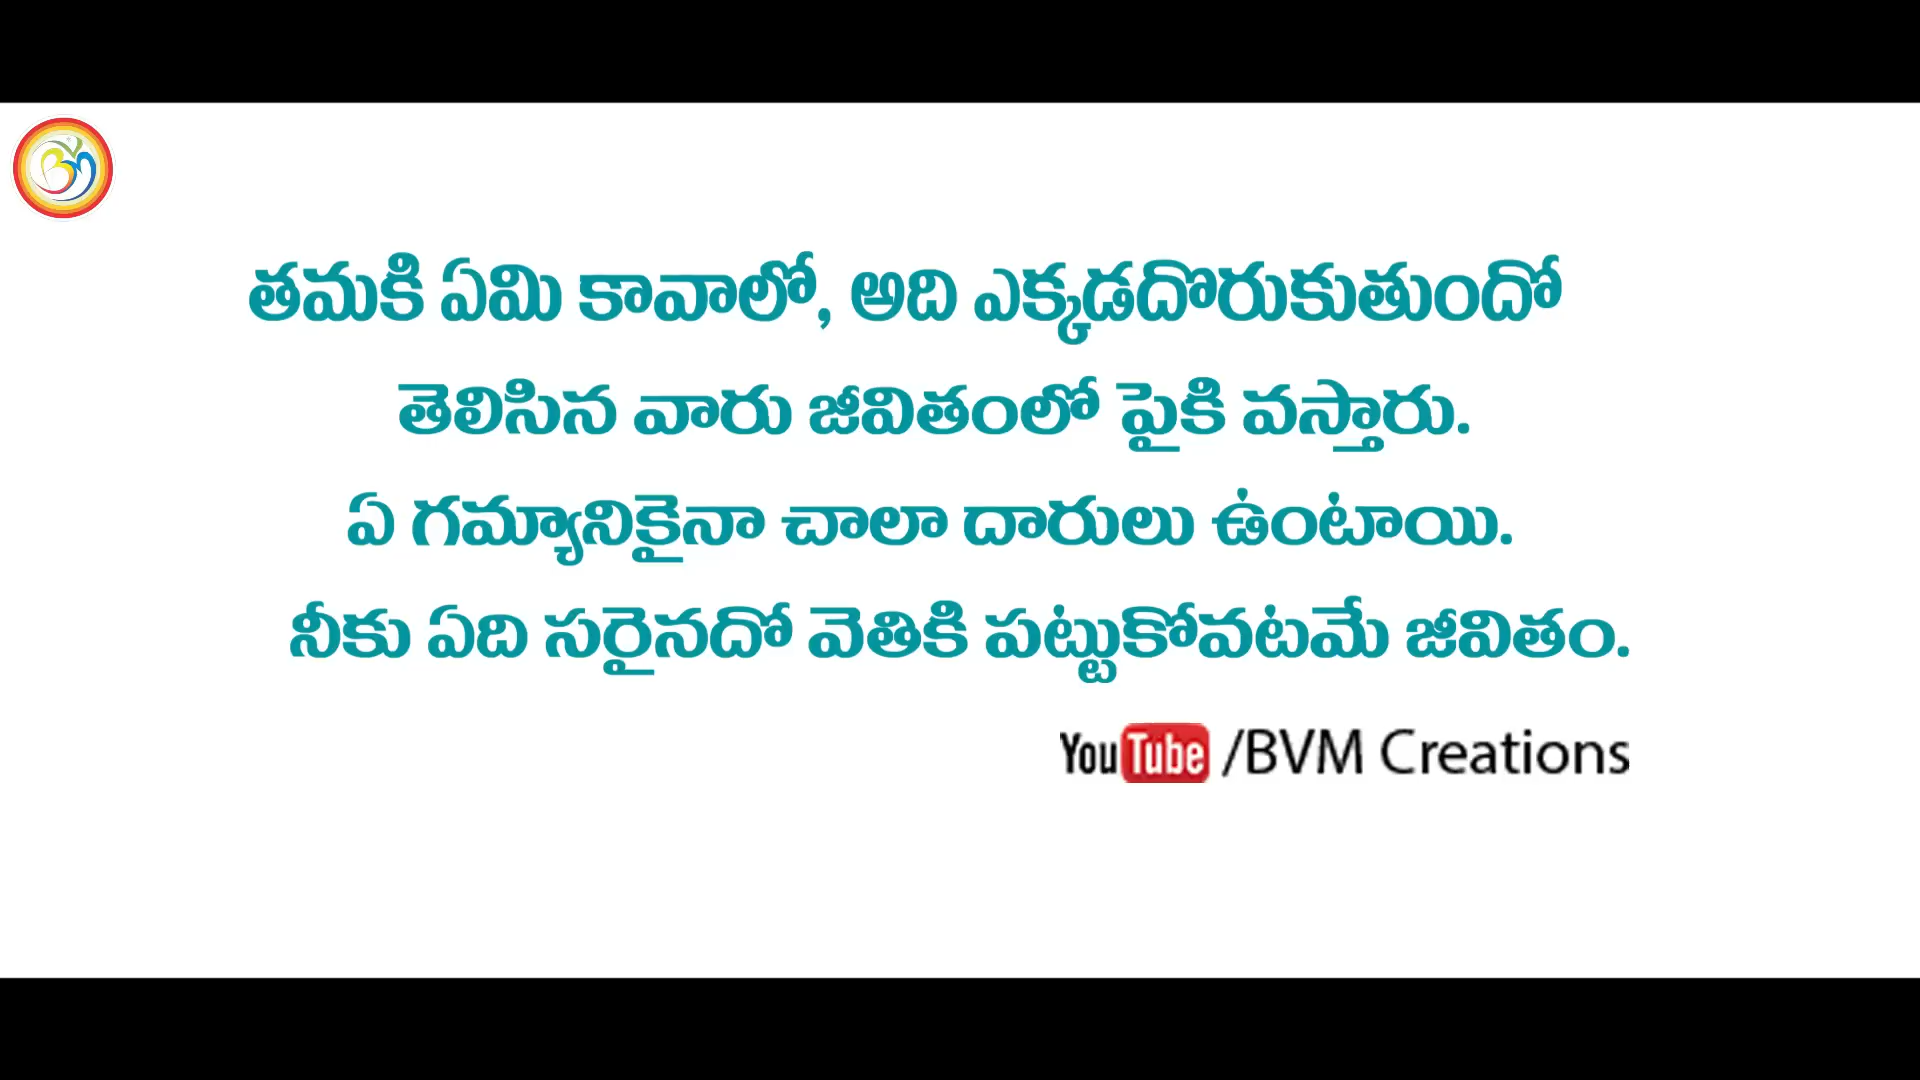 తమకి ఏమి కావాలో, అది ఎక్కడదొరుకుతుందో
తెలిసిన వారు జీవితంలో పైకి వస్తారు.
ఏ గమ్యానికైనా చాలా దారులు ఉంటాయి.
నీకు ఏది సరైనదో వెతికి పట్టుకోవటమే జీవితం.
YouTube /BVM Creations